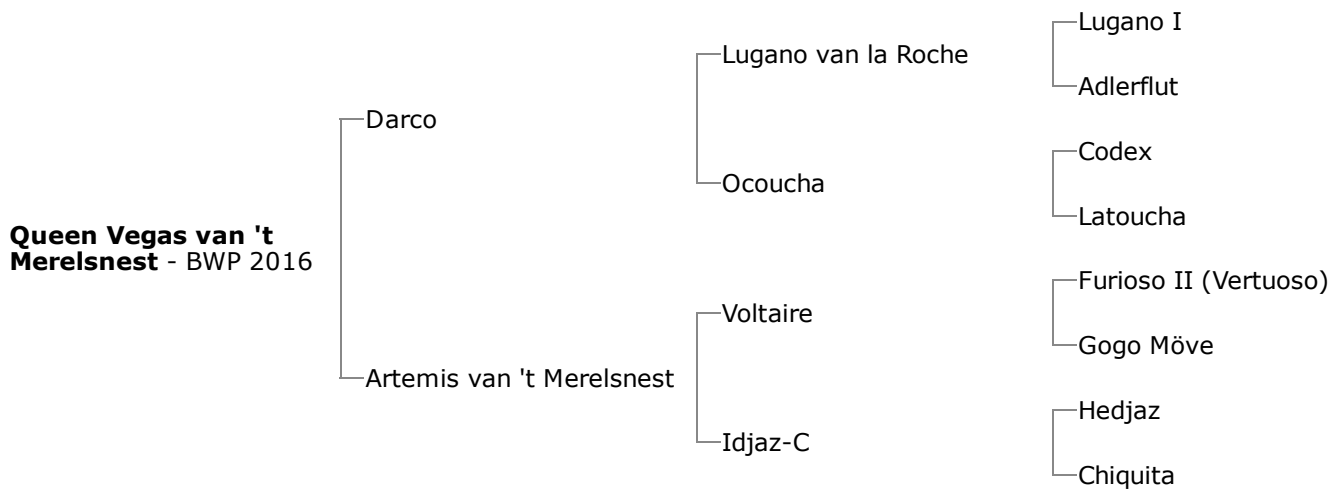 Lugano I
Lugano van la Roche
Adlerflut
Darco
Codex
Ocoucha
Latoucha
Queen Vegas van 't
Merelsnest - BWP 2016
Furioso II (Vertuoso)
Voltaire
Gogo Möve
Artemis van 't Merelsnest
Hedjaz
Idjaz-C
Chiquita